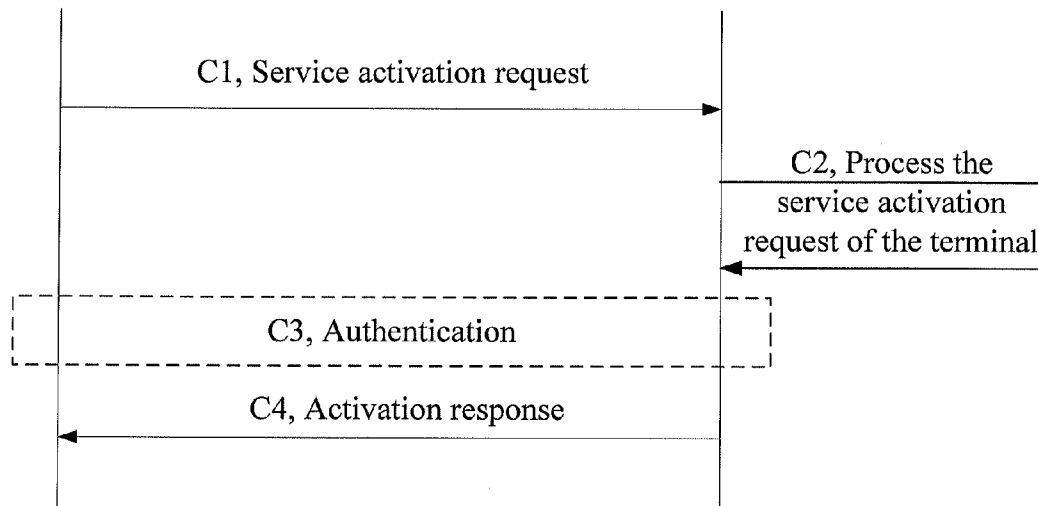 C1, Service activation request
C2, Process the
service activation
request of the terminal
C3, Authentication
C4, Activation response